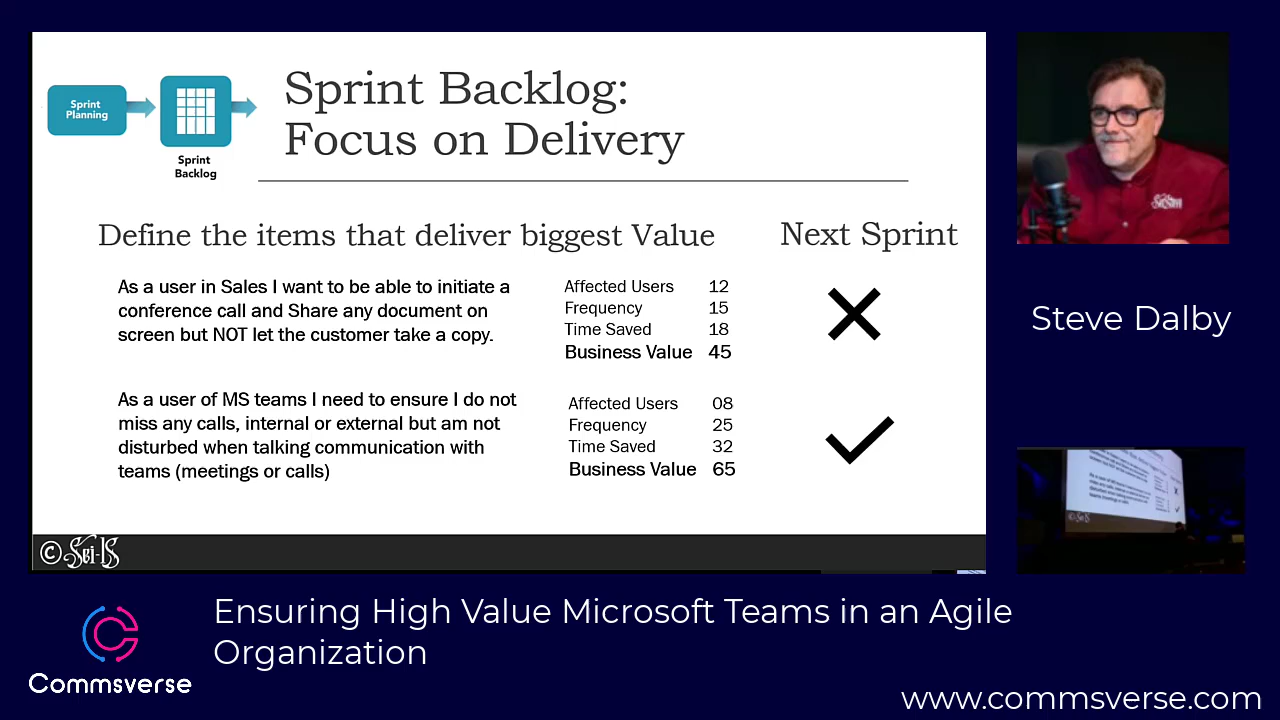 Sprint
Planning
Sprint
Backlog
Sprint Backlog:
Focus on Delivery
Define the items that deliver biggest Value
Next Sprint
As a user in Sales I want to be able to initiate a
conference call and Share any document on
screen but NOT let the customer take a copy.
Affected Users 12
Frequency 15
Time Saved 18
Business Value 45
As a user of MS teams I need to ensure I do not
miss any calls, internal or external but am not
disturbed when talking communication with
teams (meetings or calls)
Affected Users 08
Frequency 25
Time Saved 32
Business Value 65
©
Steve Dalby
Ensuring High Value Microsoft Teams in an Agile
Organization
Commsverse
www.commsverse.com